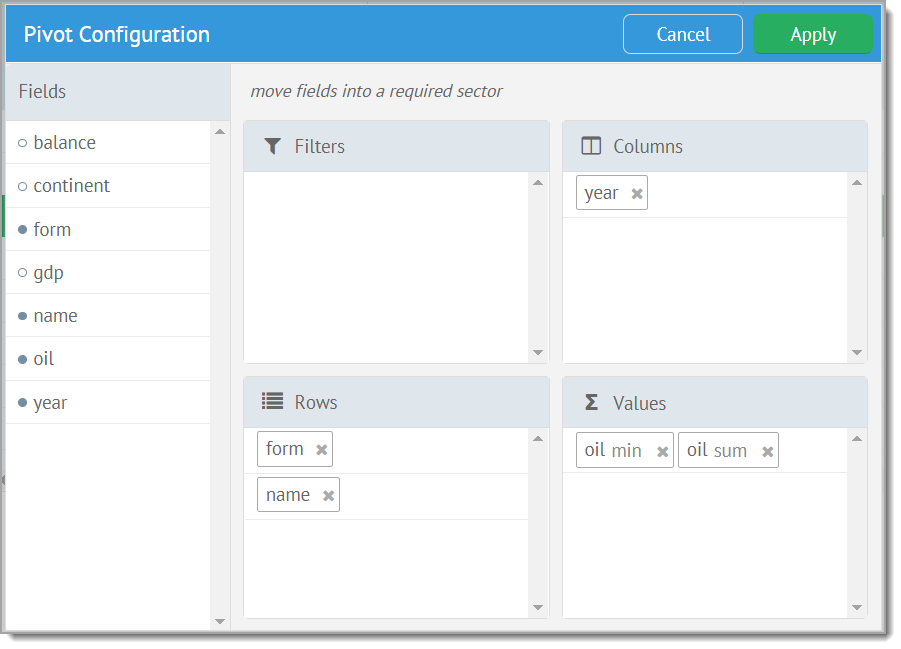 Pivot Configuration
Cancel
Apply
Fields
balance
continent
form
gdp
name
oil
year
move fields into a required sector
Filters
Columns
year
Rows
form
name
Values
oil min oil sum